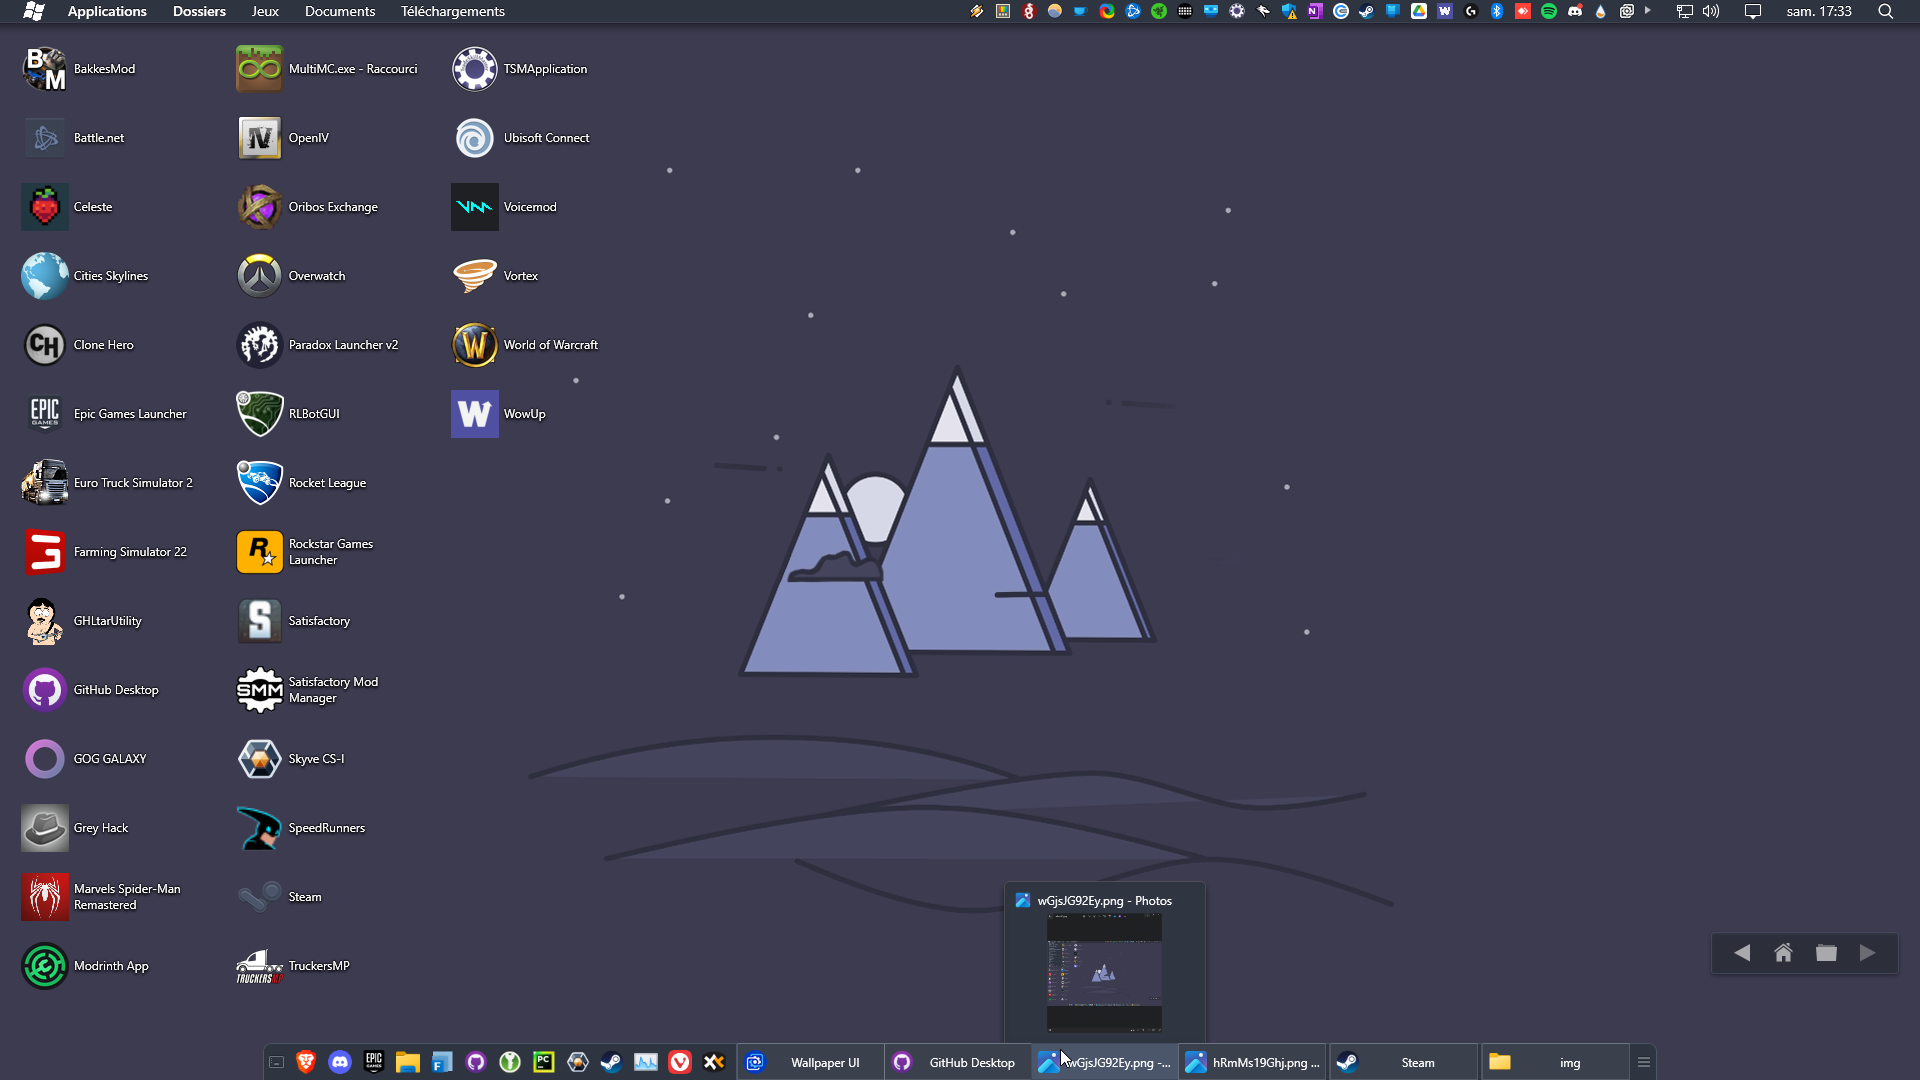 Applications Dossiers Jeux Documents Téléchargements sam. 17:33
BakkesMod
Battle.net
Celeste
Cities Skylines
Clone Hero
Epic Games Launcher
Euro Truck Simulator 2
Farming Simulator 22
GHLtarUtility
GitHub Desktop
GOG GALAXY
Grey Hack
Marvels Spider-Man
Remastered
Modrinth App
MultiMC.exe - Raccourci
OpenIV
Oribos Exchange
Overwatch
Paradox Launcher v2
RLBotGUI
Rocket League
Rockstar Games
Launcher
Satisfactory
Satisfactory Mod
Manager
Skyve CS-I
SpeedRunners
Steam
TruckersMP
TSMApplication
Ubisoft Connect
Voicemod
Vortex
World of Warcraft
WowUp
wGjsJG92Ey.png - Photos
Wallpaper UI GitHub Desktop wGjsJG92Ey.png -... hRmMs19Ghj.png ... Steam img